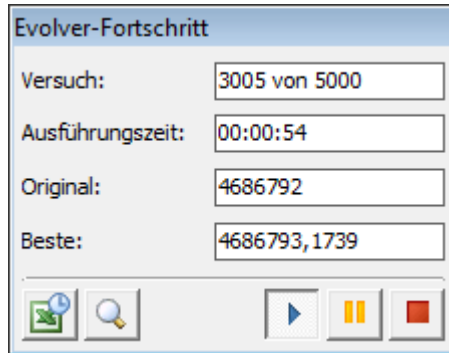 Evolver-Fortschritt
Versuch: 3005 von 5000
Ausführungszeit: 00:00:54
Original: 4686792
Beste: 4686793,1739